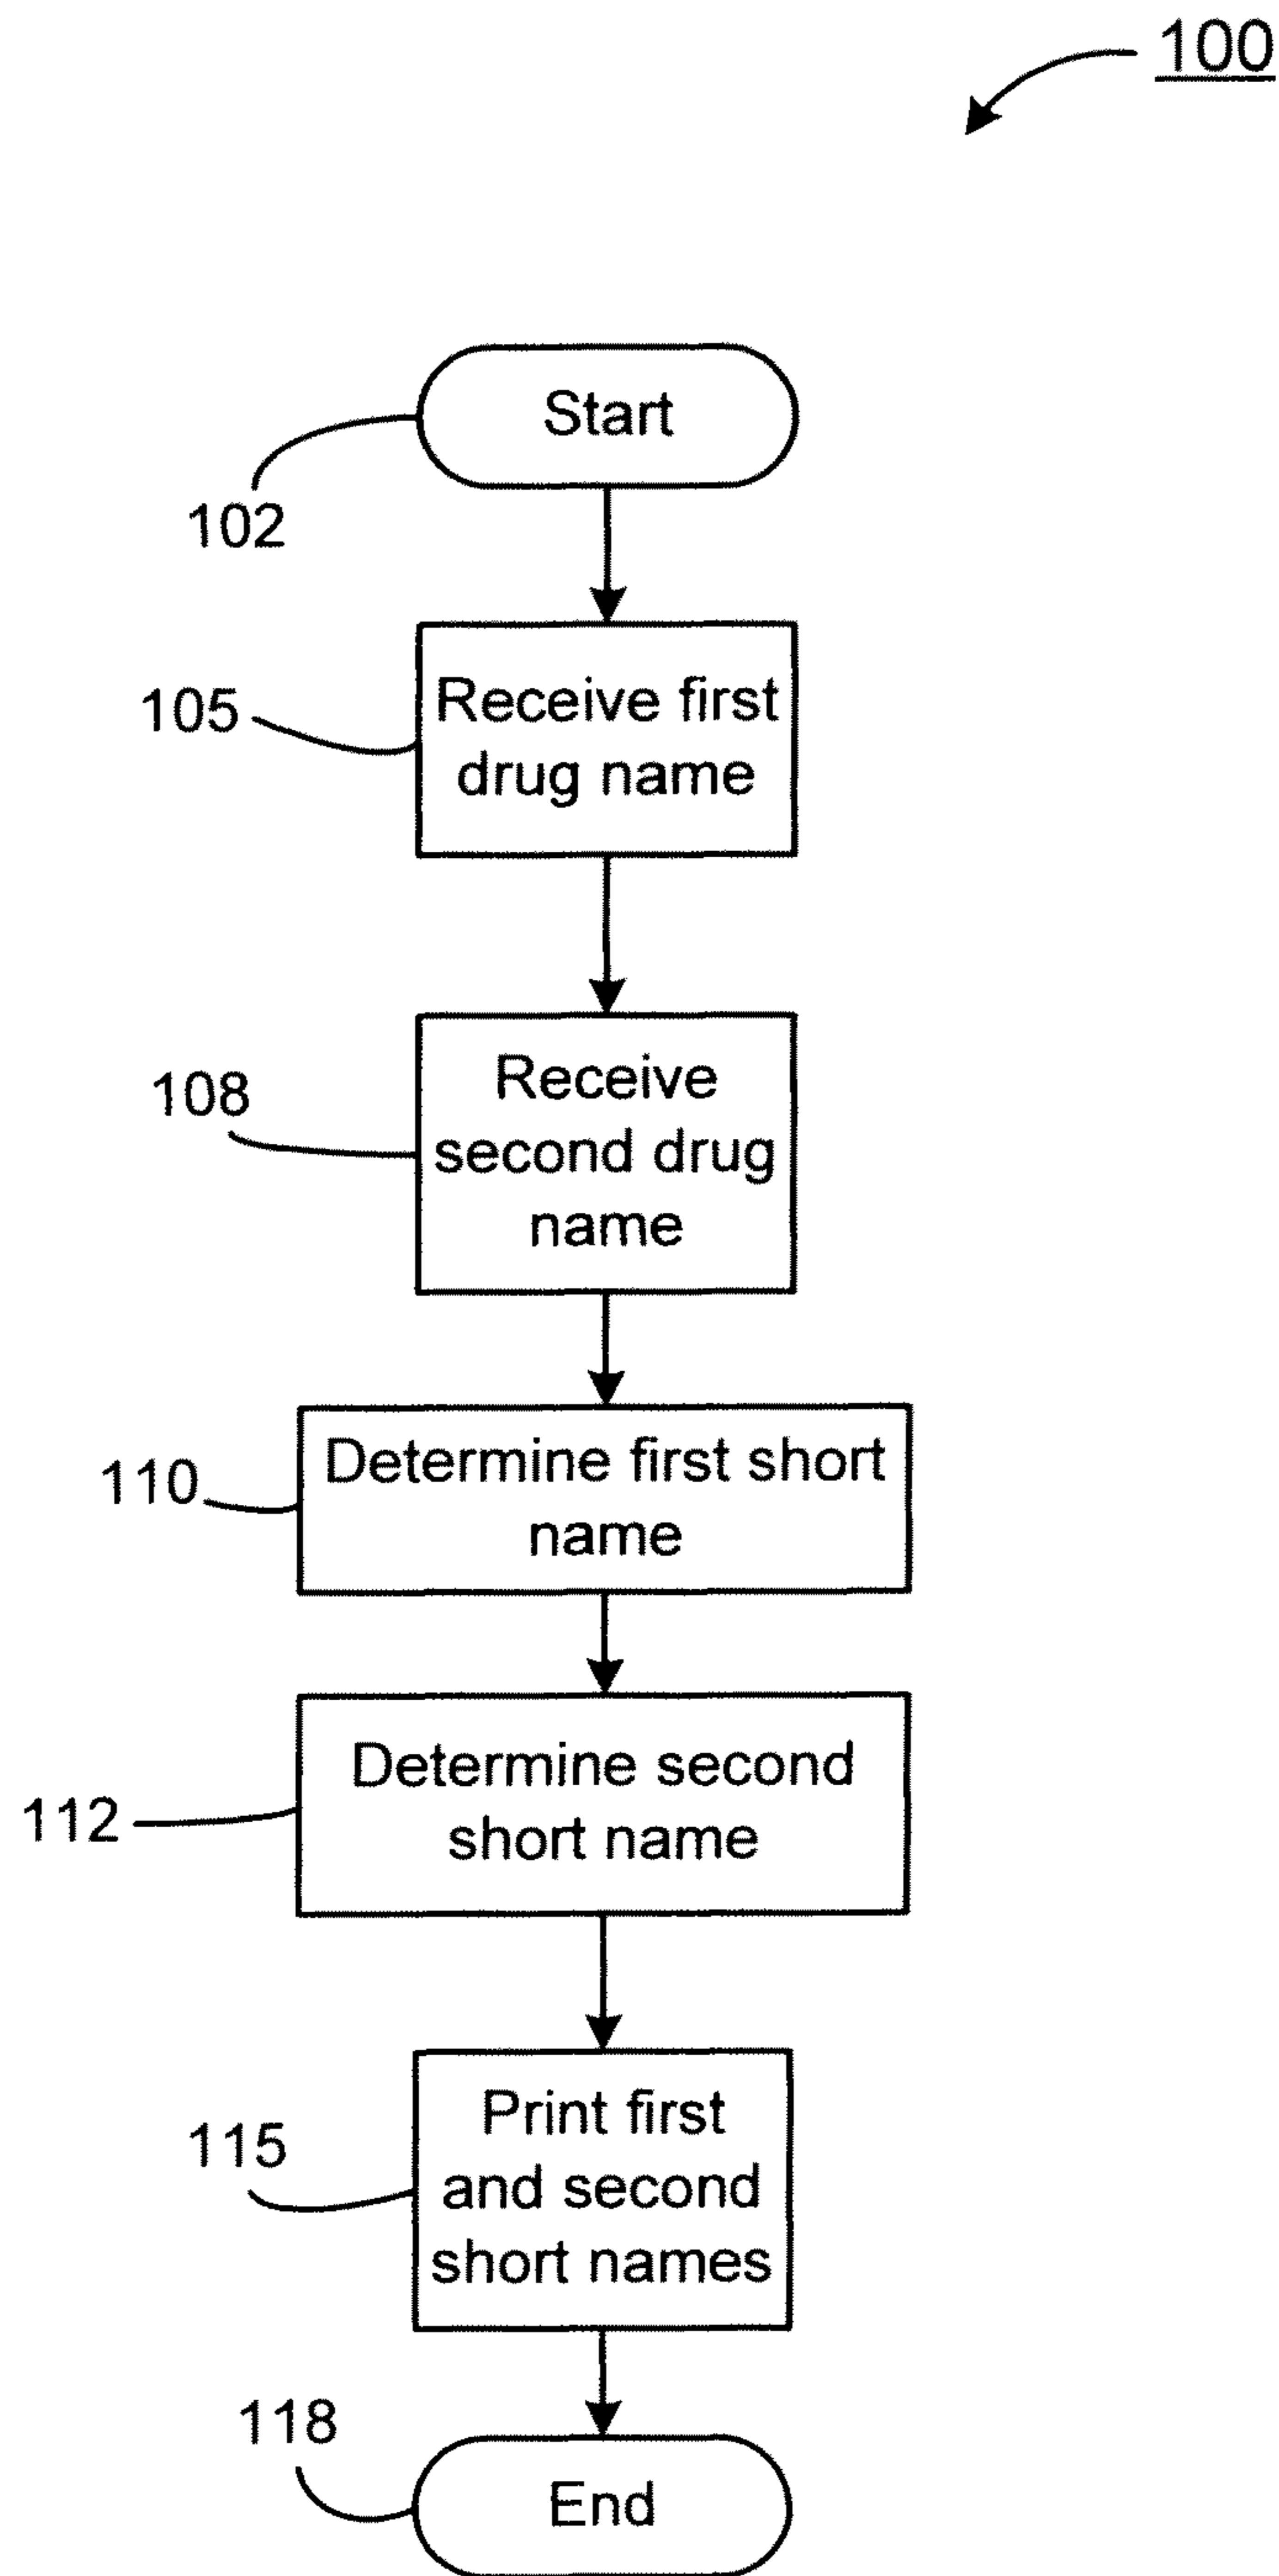 100
Start
102
Receive first
drug name
105
Receive
second drug
name
108
Determine first short
name
110
Determine second
short name
112
Print first
and second
short names
115
End
118